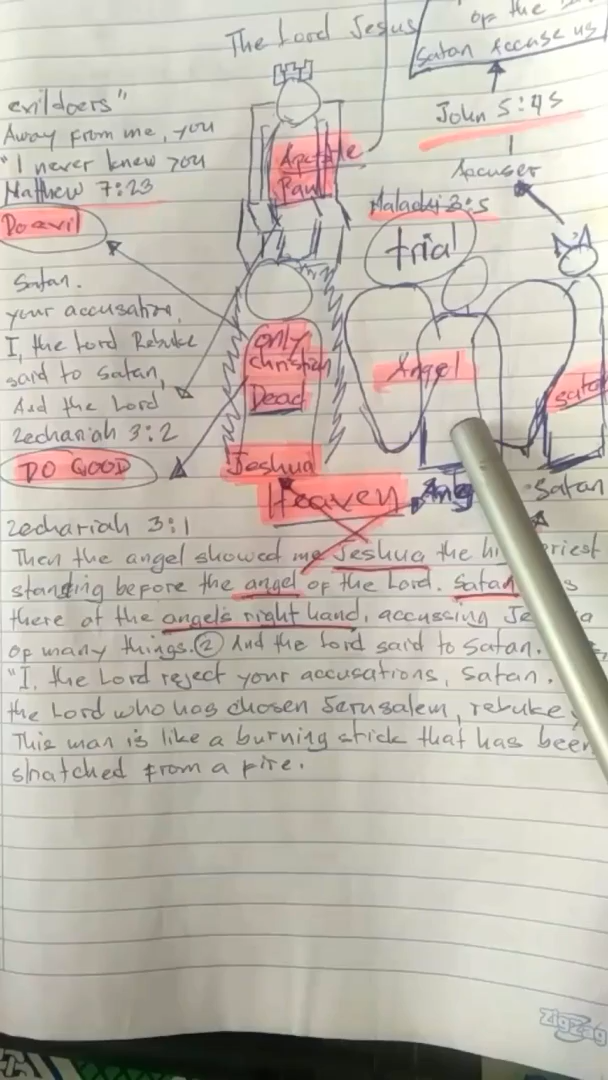 The Lord Jesus
of the
Satan Accuse us
John 5:45
Accuser
evildoers"
Away from me, you
"I never knew you
Matthew 7:23
Do evil
Apostle
Paul
Malachi 3:5
trial
Satan.
your accusation,
I, the Lord Rebuke
said to Satan,
And the Lord
Zechariah 3:2
DO GOOD
only
christian
Dead
Jeshua
Angel
Satan
Heaven
Ang
Satan
Zechariah 3:1
Then the angel showed me Jeshua the priest
standing before the angel of the Lord. Satan
there at the angel's right hand, accussing
of many things. ② And the Lord said to Satan.
"I, the Lord reject your accusations, Satan.
the Lord who has chosen Jerusalem, rebuke
This man is like a burning stick that has been
snatched from a fire.
zigzag